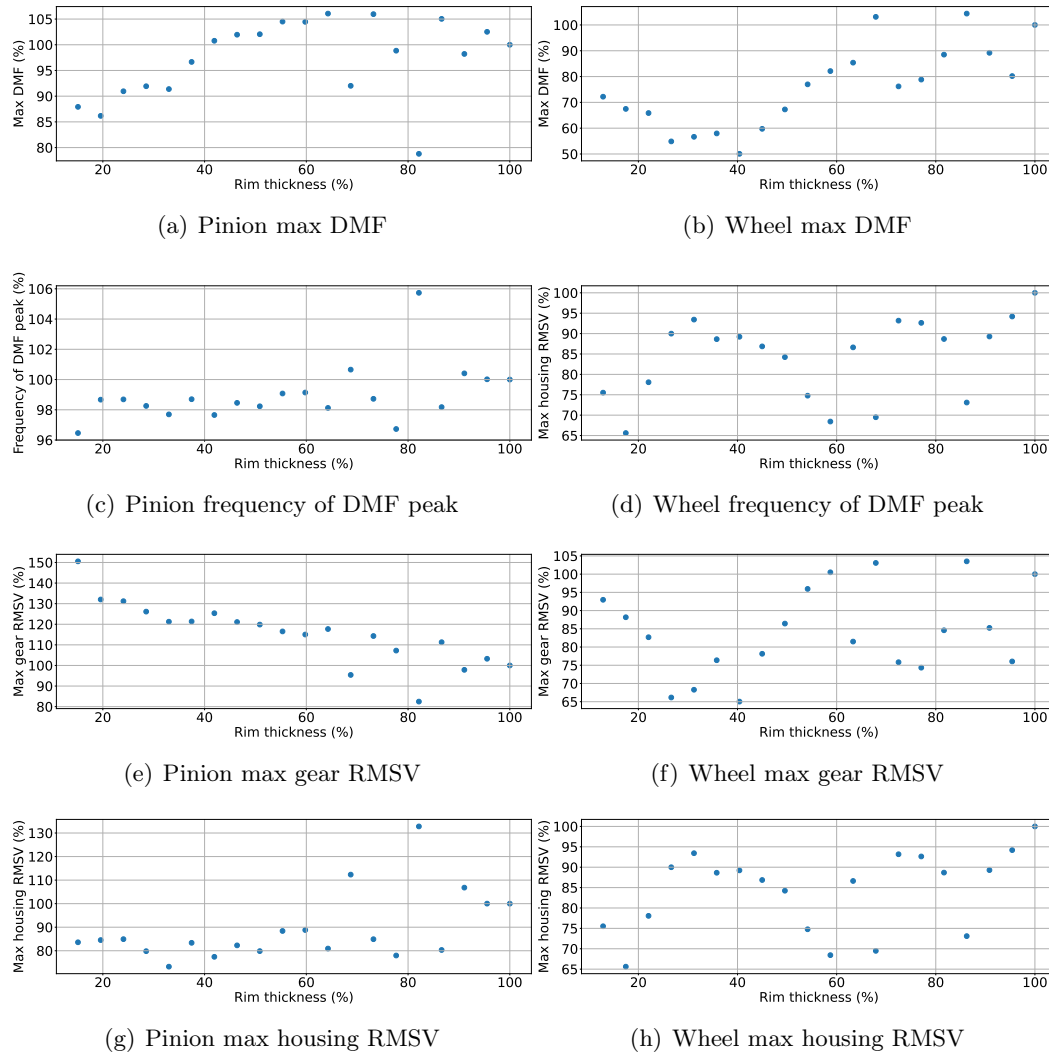 Max DMF (%)
105
100
95
90
85
80
20 40 60 80 100
Rim thickness (%)
(a) Pinion max DMF
Max DMF (%)
100
90
80
70
60
50
20 40 60 80 100
Rim thickness (%)
(b) Wheel max DMF
Frequency of DMF peak (%)
106
104
102
100
98
96
20 40 60 80 100
Rim thickness (%)
(c) Pinion frequency of DMF peak
Max housing RMSV (%)
100
95
90
85
80
75
70
65
20 40 60 80 100
Rim thickness (%)
(d) Wheel frequency of DMF peak
Max gear RMSV (%)
150
140
130
120
110
100
90
80
20 40 60 80 100
Rim thickness (%)
(e) Pinion max gear RMSV
Max gear RMSV (%)
105
100
95
90
85
80
75
70
65
20 40 60 80 100
Rim thickness (%)
(f) Wheel max gear RMSV
Max housing RMSV (%)
130
120
110
100
90
80
20 40 60 80 100
Rim thickness (%)
(g) Pinion max housing RMSV
Max housing RMSV (%)
100
95
90
85
80
75
70
65
20 40 60 80 100
Rim thickness (%)
(h) Wheel max housing RMSV